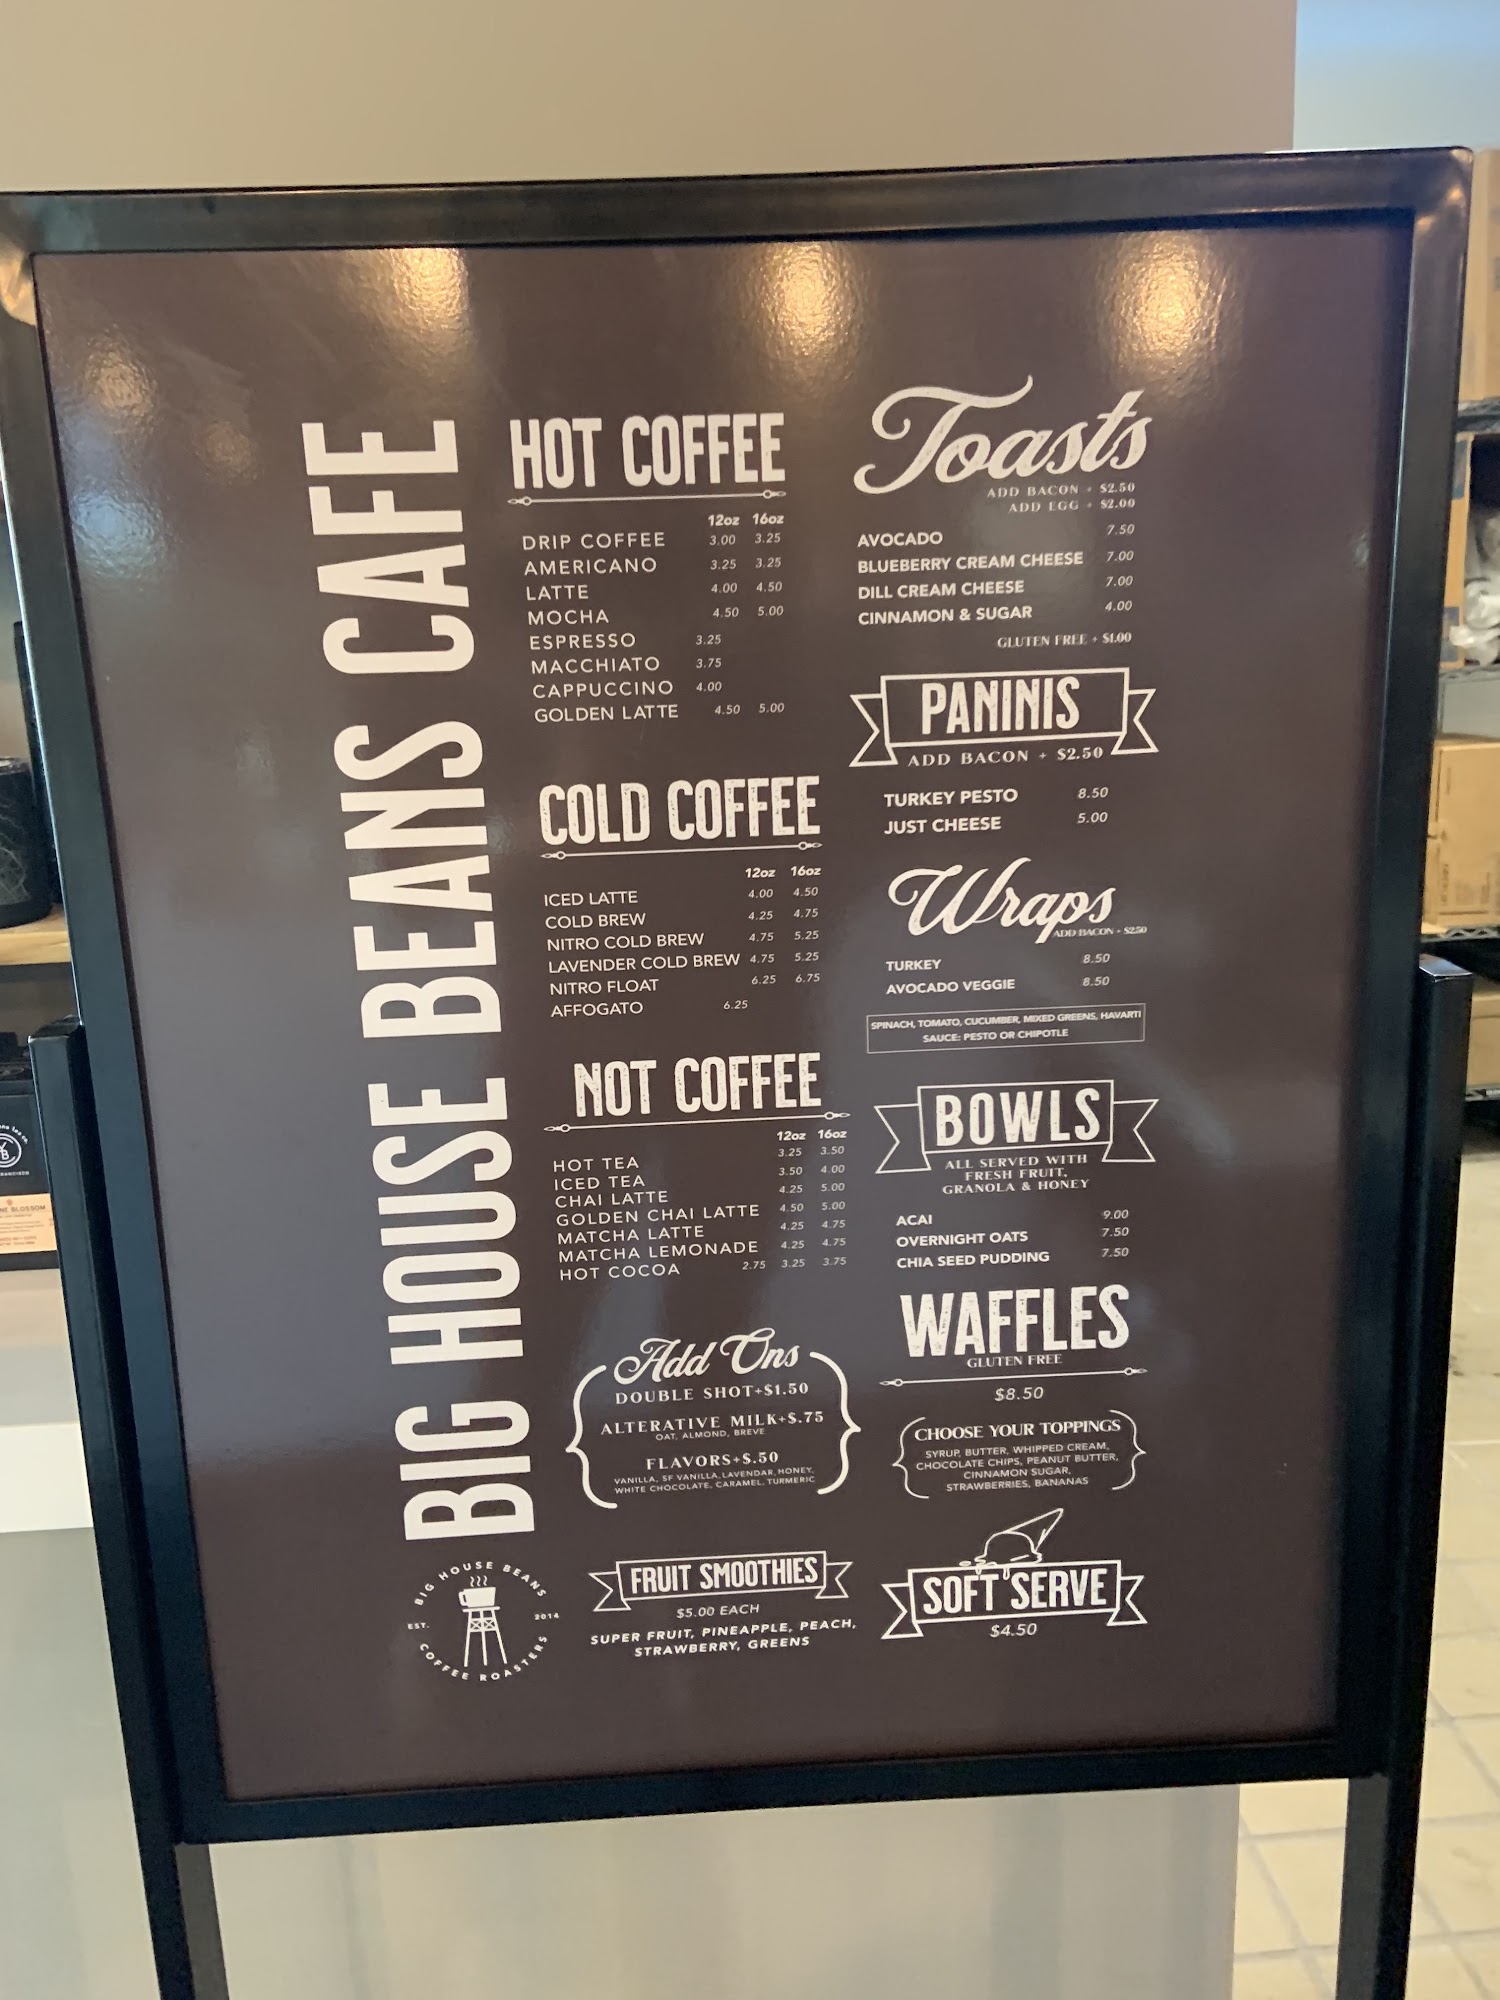 BIG HOUSE BEANS CAFE
HOT COFFEE
12oz 16oz
DRIP COFFEE 3.00 3.25
AMERICANO 3.25 3.25
LATTE 4.00 4.50
MOCHA 4.50 5.00
ESPRESSO 3.25
MACCHIATO 3.75
CAPPUCCINO 4.00
GOLDEN LATTE 4.50 5.00
COLD COFFEE
12oz 16oz
ICED LATTE 4.00 4.50
COLD BREW 4.25 4.75
NITRO COLD BREW 4.75 5.25
LAVENDER COLD BREW 4.75 5.25
NITRO FLOAT 6.25 6.75
AFFOGATO 6.25
NOT COFFEE
12oz 16oz
HOT TEA 3.25 3.50
ICED TEA 3.50 4.00
CHAI LATTE 4.25 5.00
GOLDEN CHAI LATTE 4.50 5.00
MATCHA LATTE 4.25 4.75
MATCHA LEMONADE 4.25 4.75
HOT COCOA 2.75 3.25 3.75
Add Ons
DOUBLE SHOT+$1.50
ALTERATIVE MILK+$.75
OAT, ALMOND, BREVE
FLAVORS+$.50
VANILLA, SF VANILLA, LAVENDAR, HONEY,
WHITE CHOCOLATE, CARAMEL, TURMERIC
FRUIT SMOOTHIES
$5.00 EACH
SUPER FRUIT, PINEAPPLE, PEACH,
STRAWBERRY, GREENS
Toasts
ADD BACON + $2.50
ADD EGG + $2.00
AVOCADO 7.50
BLUEBERRY CREAM CHEESE 7.00
DILL CREAM CHEESE 7.00
CINNAMON & SUGAR 4.00
GLUTEN FREE + $1.00
PANINIS
ADD BACON + $2.50
TURKEY PESTO 8.50
JUST CHEESE 5.00
Wraps
ADD BACON + $2.50
TURKEY 8.50
AVOCADO VEGGIE 8.50
SPINACH, TOMATO, CUCUMBER, MIXED GREENS, HAVARTI
SAUCE: PESTO OR CHIPOTLE
BOWLS
ALL SERVED WITH
FRESH FRUIT,
GRANOLA & HONEY
ACAI 9.00
OVERNIGHT OATS 7.50
CHIA SEED PUDDING 7.50
WAFFLES
GLUTEN FREE
$8.50
CHOOSE YOUR TOPPINGS
SYRUP, BUTTER, WHIPPED CREAM,
CHOCOLATE CHIPS, PEANUT BUTTER,
CINNAMON SUGAR,
STRAWBERRIES, BANANAS
SOFT SERVE
$4.50
BIG HOUSE BEANS
EST. 2014
COFFEE ROASTERS
BLOSSOM